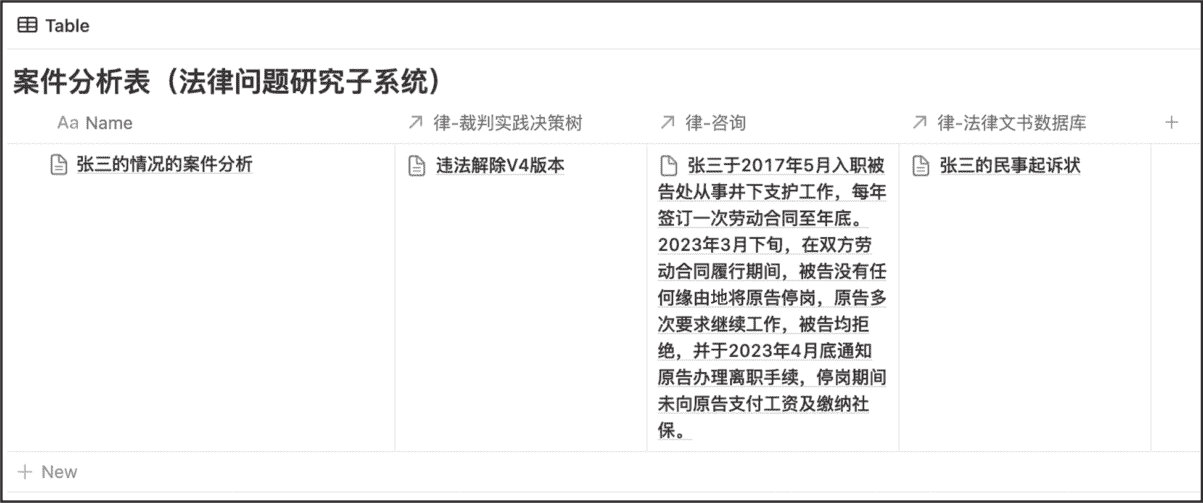 Table
案件分析表（法律问题研究子系统）
Aa Name
律-裁判实践决策树
律-咨询
律-法律文书数据库
张三的情况的案件分析
违法解除V4版本
张三于2017年5月入职被
告处从事井下支护工作，每年
签订一次劳动合同至年底。
2023年3月下旬，在双方劳
动合同履行期间，被告没有任
何缘由地将原告停岗，原告多
次要求继续工作，被告均拒
绝，并于2023年4月底通知
原告办理离职手续，停岗期间
未向原告支付工资及缴纳社
保。
张三的民事起诉状
New